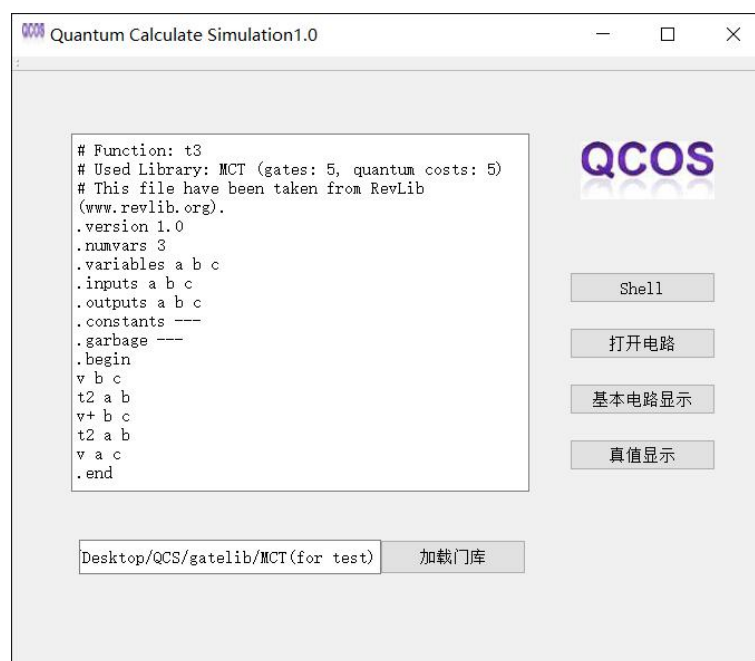 QCOS Quantum Calculate Simulation1.0
# Function: t3
# Used Library: MCT (gates: 5, quantum costs: 5)
# This file have been taken from RevLib
(www.revlib.org).
.version 1.0
.numvars 3
.variables a b c
.inputs a b c
.outputs a b c
.constants ---
.garbage ---
.begin
v b c
t2 a b
v+ b c
t2 a b
v a c
.end
QCOS
Shell
打开电路
基本电路显示
真值显示
/Desktop/QCS/gatelib/MCT(for test)
加载门库